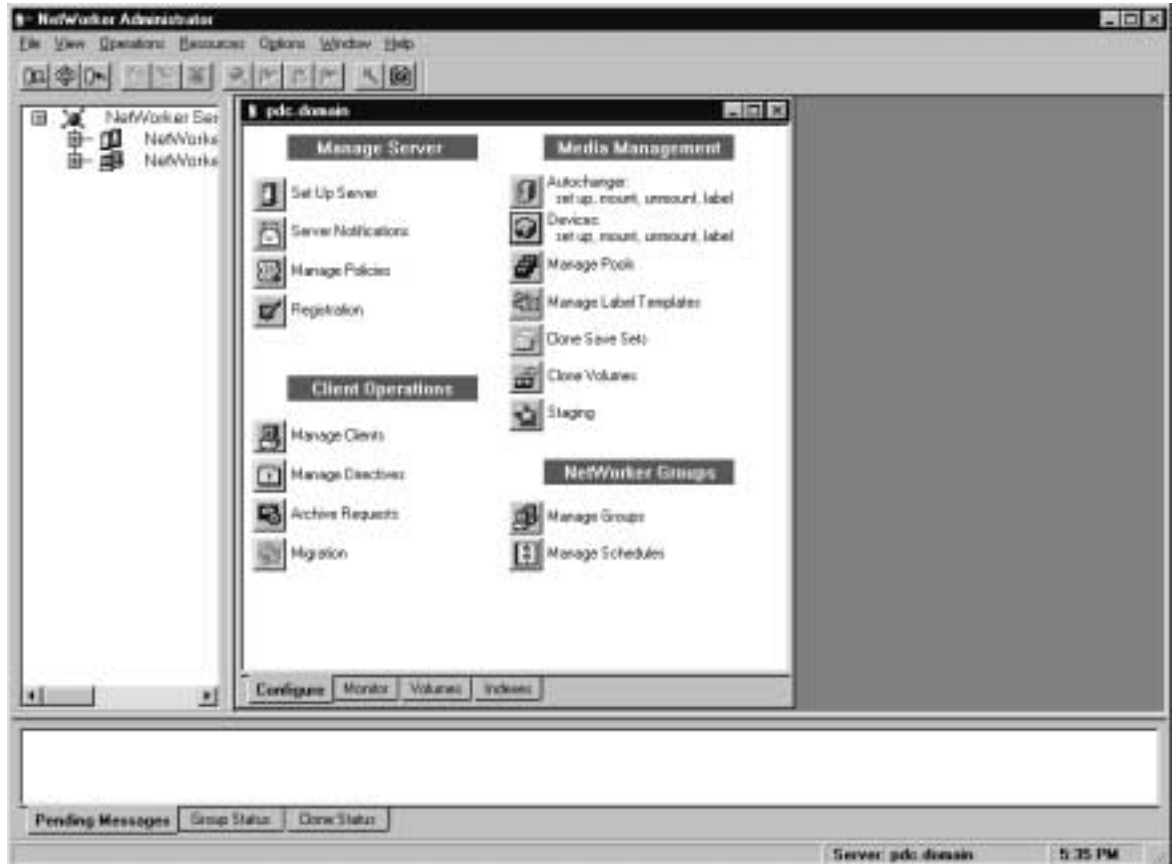 NetWorker Administrator
File View Operations Resources Options Window Help
NetWorker Ser
NetWorke
NetWorke
pdc.domain
Manage Server
Set Up Server
Server Notifications
Manage Policies
Registration
Client Operations
Manage Clients
Manage Directives
Archive Requests
Migration
Media Management
Autochanger:
set up, mount, unmount, label
Devices:
set up, mount, unmount, label
Manage Pools
Manage Label Templates
Clone Save Sets
Clone Volumes
Staging
NetWorker Groups
Manage Groups
Manage Schedules
Configure Monitor Volumes Indexes
Pending Messages Group Status Clone Status
Server: pdc.domain 5:35 PM